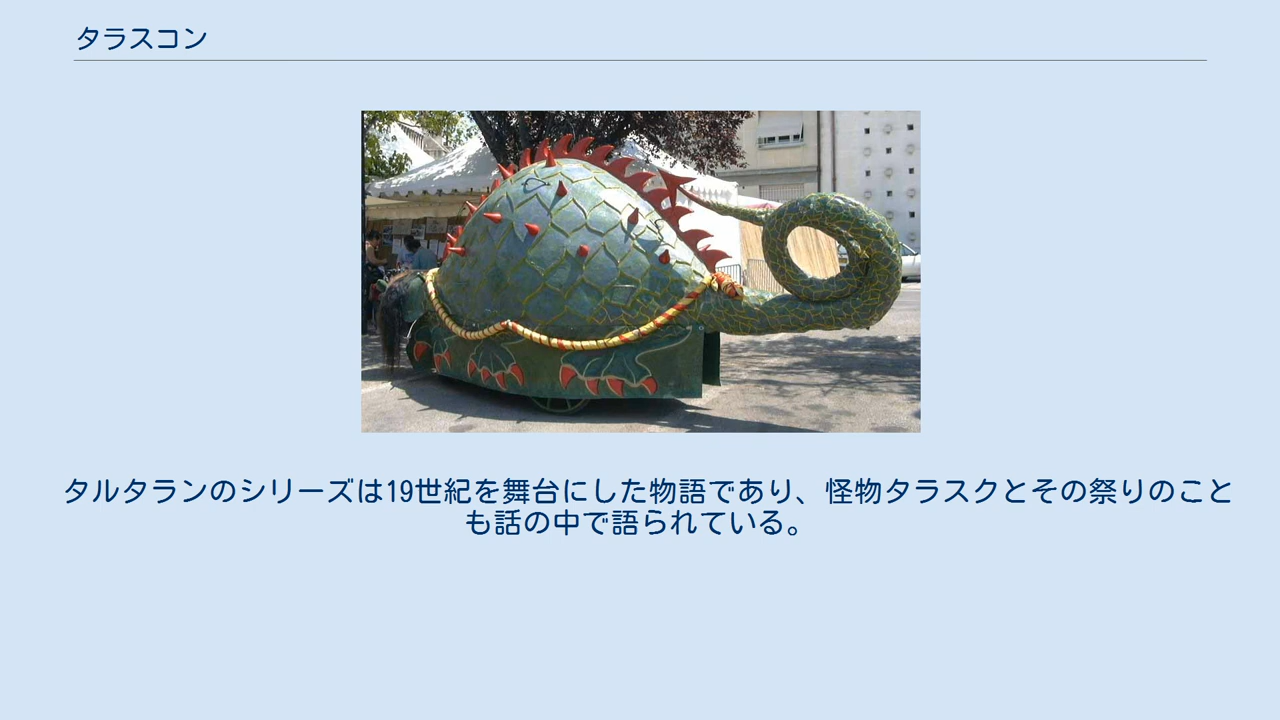 タラスコン
タルタランのシリーズは19世紀を舞台にした物語であり、怪物タラスクとその祭りのこと
も話の中で語られている。